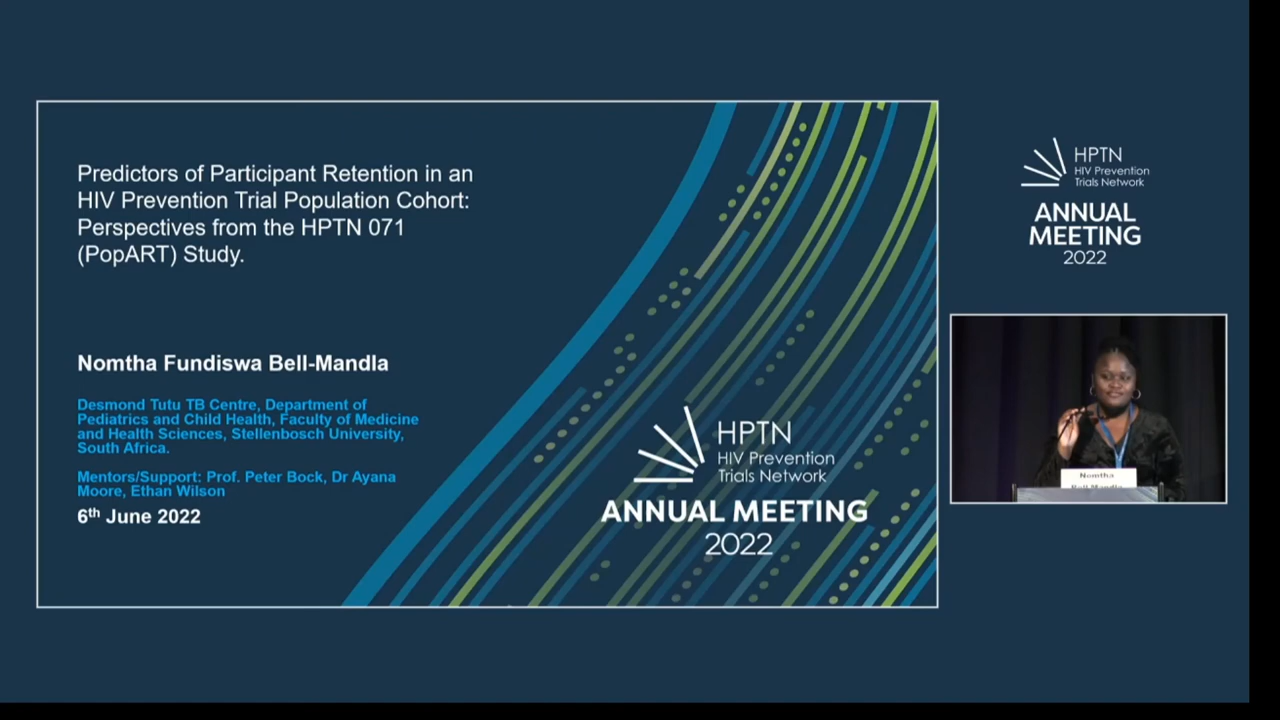 Predictors of Participant Retention in an
HIV Prevention Trial Population Cohort:
Perspectives from the HPTN 071
(PopART) Study.
Nomtha Fundiswa Bell-Mandla
Desmond Tutu TB Centre, Department of
Pediatrics and Child Health, Faculty of Medicine
and Health Sciences, Stellenbosch University,
South Africa.
Mentors/Support: Prof. Peter Bock, Dr Ayana
Moore, Ethan Wilson
6th June 2022
HPTN
HIV Prevention
Trials Network
ANNUAL MEETING
2022
HPTN
HIV Prevention
Trials Network
ANNUAL
MEETING
2022
Nomtha
Bell-Mandla